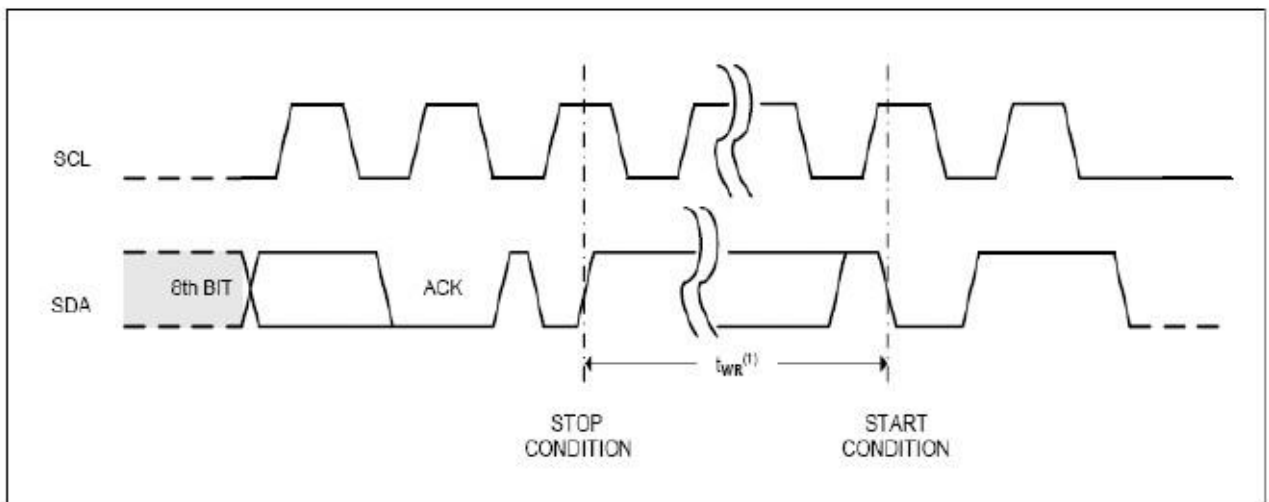 SCL
SDA
8th BIT
ACK
tWR(1)
STOP
CONDITION
START
CONDITION